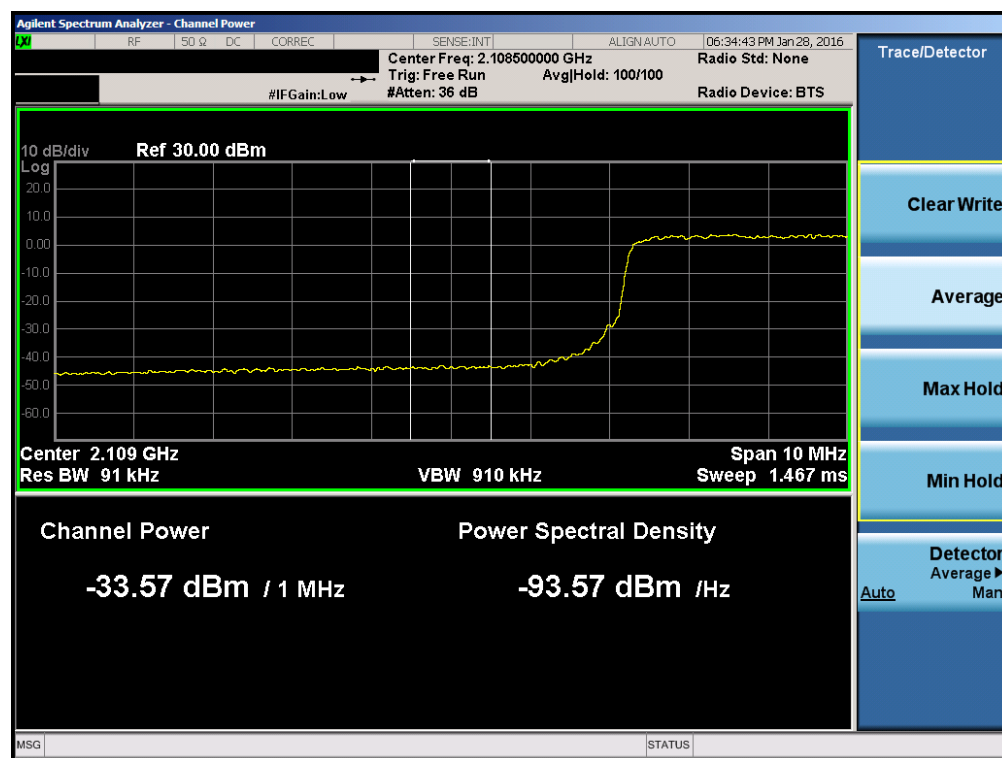 Agilent Spectrum Analyzer - Channel Power
LXI RF 50 Ω DC CORREC SENSE:INT ALIGN AUTO 06:34:43 PM Jan 28, 2016
Center Freq: 2.108500000 GHz Radio Std: None
Trig: Free Run Avg|Hold: 100/100
#IFGain:Low #Atten: 36 dB Radio Device: BTS
Trace/Detector
10 dB/div Ref 30.00 dBm
Log
20.0
10.0
0.00
-10.0
-20.0
-30.0
-40.0
-50.0
-60.0
Center 2.109 GHz Span 10 MHz
Res BW 91 kHz VBW 910 kHz Sweep 1.467 ms
Channel Power Power Spectral Density
-33.57 dBm / 1 MHz -93.57 dBm /Hz
Clear Write
Average
Max Hold
Min Hold
Detector
Average
Auto Man
MSG STATUS